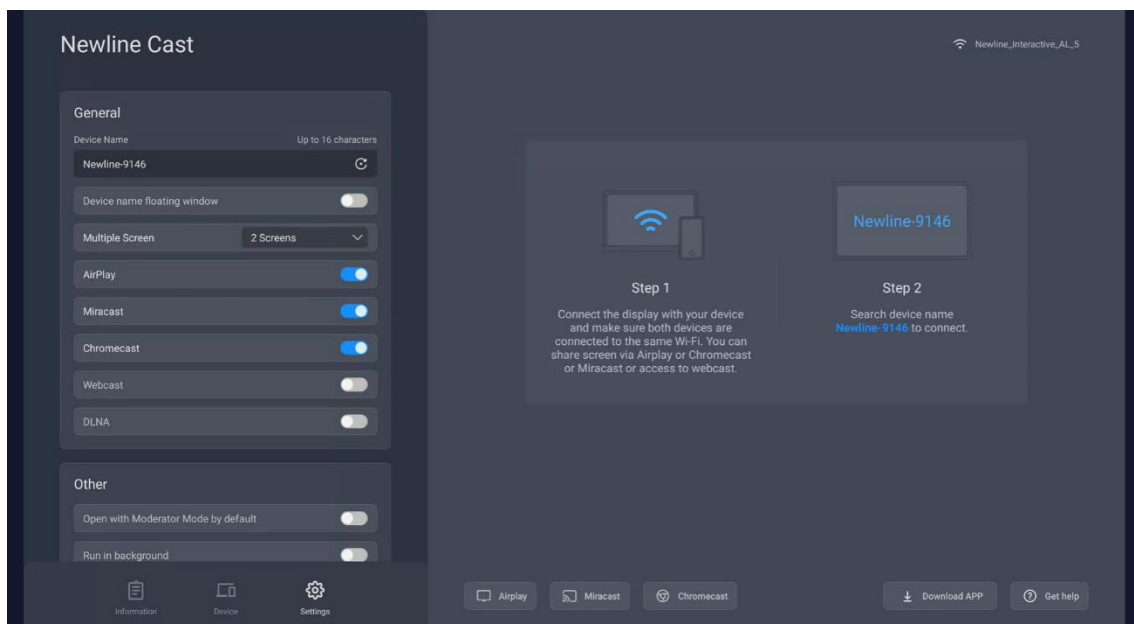 Newline Cast
Newline_Interactive_AL_5
General
Device Name
Up to 16 characters
Newline-9146
Device name floating window
Multiple Screen
2 Screens
AirPlay
Miracast
Chromecast
Webcast
DLNA
Other
Open with Moderator Mode by default
Run in background
Information
Device
Settings
Step 1
Connect the display with your device
and make sure both devices are
connected to the same Wi-Fi. You can
share screen via Airplay or Chromecast
or Miracast or access to webcast.
Newline-9146
Step 2
Search device name
Newline-9146 to connect.
Airplay
Miracast
Chromecast
Download APP
Get help